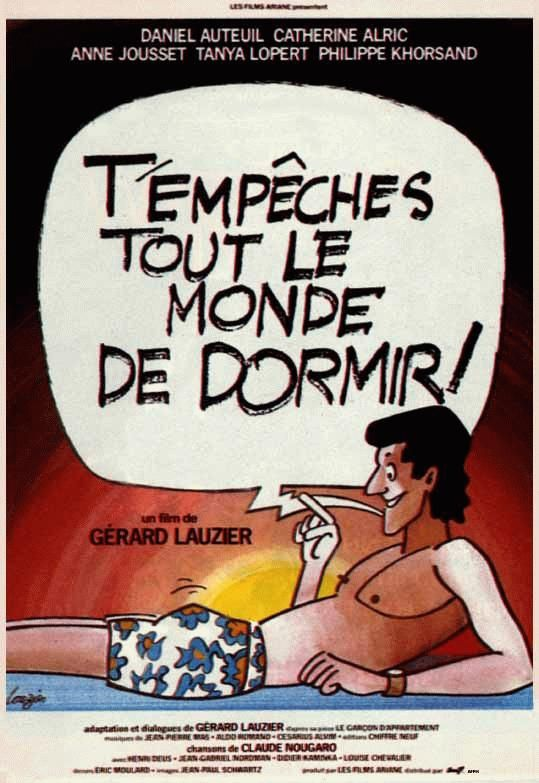 LES FILMS ARIANE présentent
DANIEL AUTEUIL CATHERINE ALRIC
ANNE JOUSSET TANYA LOPERT PHILIPPE KHORSAND
T'EMPÊCHES
TOUT LE
MONDE
DE DORMIR!
un film de
GÉRARD LAUZIER
Lauzier
adaptation et dialogues de GÉRARD LAUZIER d'après sa pièce LE GARÇON D'APPARTEMENT
musiques de JEAN-PIERRE MAS - ALDO ROMANO - CESARIUS ALVIM - éditions CHIFFRE NEUF
chansons de CLAUDE NOUGARO
avec HENRI DEUS - JEAN-GABRIEL NORDMAN - DIDIER KAMINKA - LOUISE CHEVALIER
decors ERIC MOULARD - images JEAN-PAUL SCHWARTZ produit par LES FILMS ARIANE distribué par AMLF